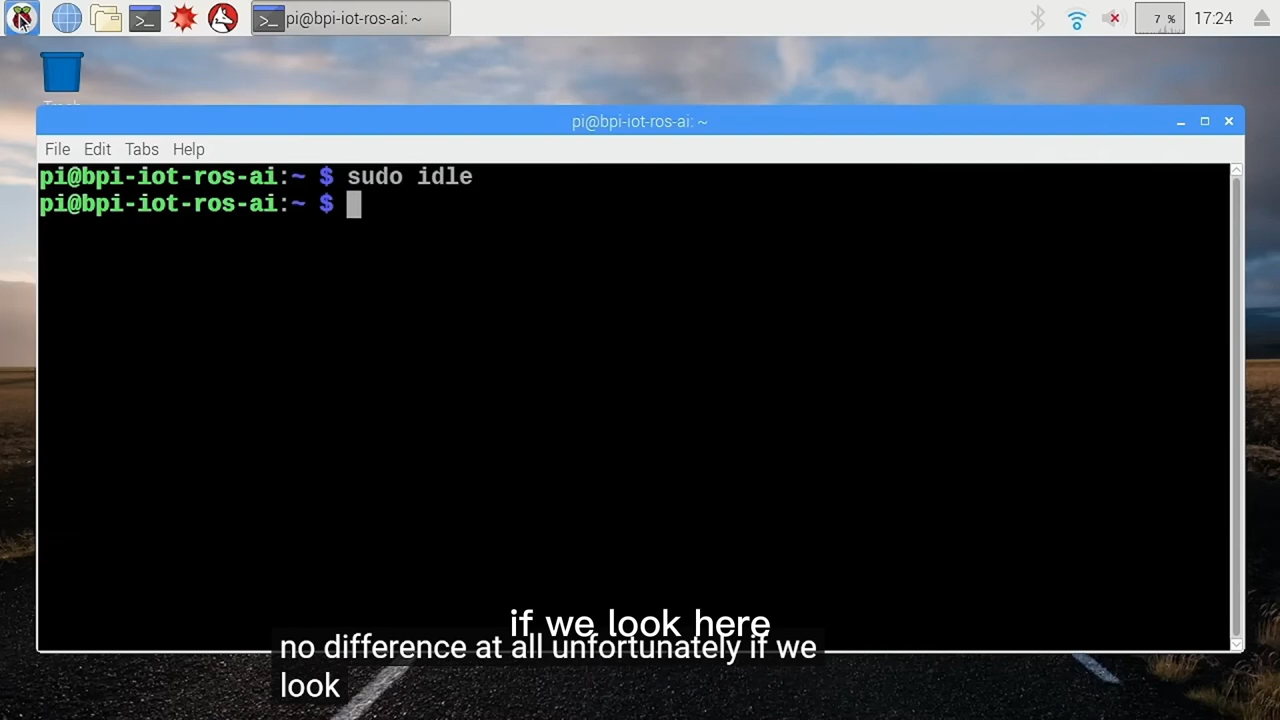 pi@bpi-iot-ros-ai: ~
7 %
17:24
pi@bpi-iot-ros-ai: ~
File Edit Tabs Help
pi@bpi-iot-ros-ai:~ $ sudo idle
pi@bpi-iot-ros-ai:~ $
if we look here
no difference at all unfortunately if we
look